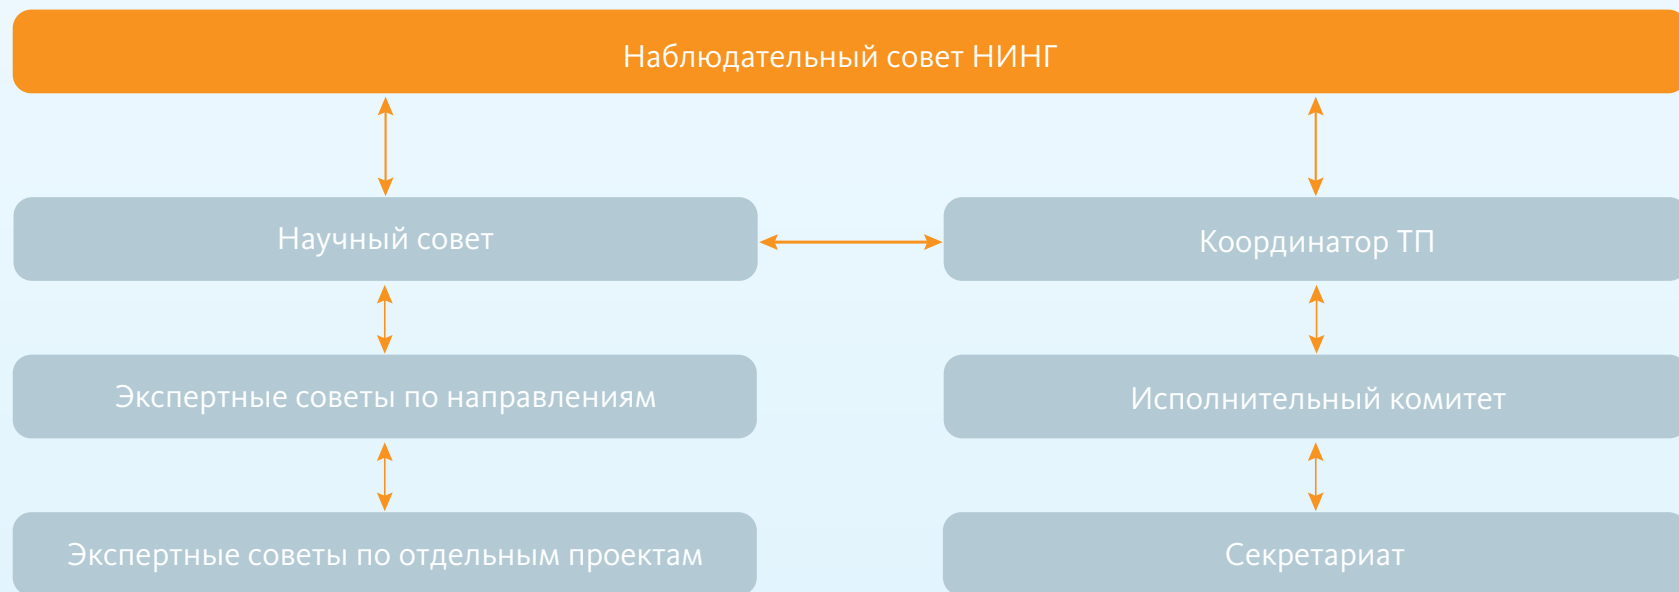 Наблюдательный совет НИНГ
Научный совет
Координатор ТП
Экспертные советы по направлениям
Исполнительный комитет
Экспертные советы по отдельным проектам
Секретариат